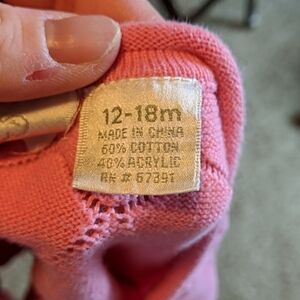 12-18m
MADE IN CHINA
60% COTTON
40% ACRYLIC
RN # 67391